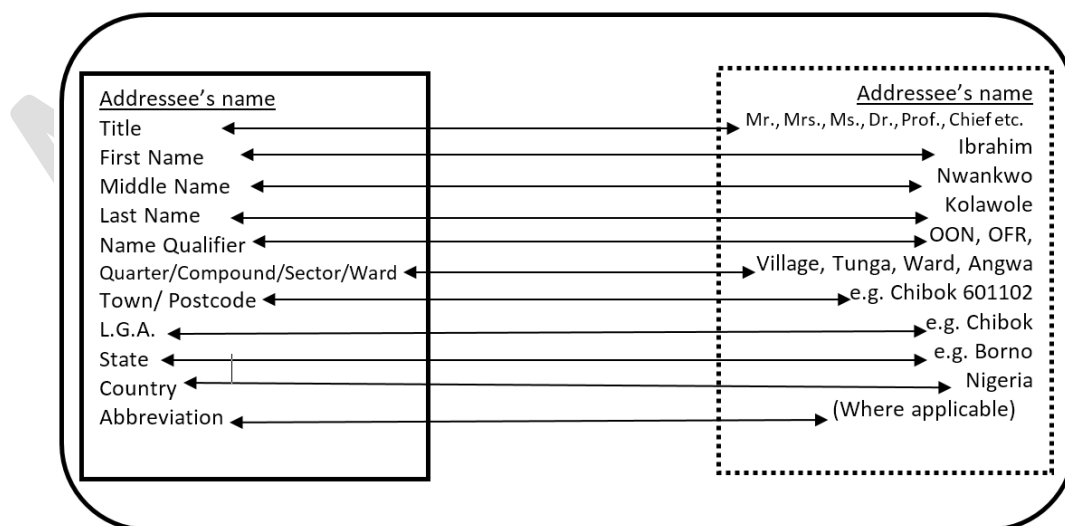 Addressee's name
Title
First Name
Middle Name
Last Name
Name Qualifier
Quarter/Compound/Sector/Ward
Town/ Postcode
L.G.A.
State
Country
Abbreviation
Addressee's name
Mr., Mrs., Ms., Dr., Prof., Chief etc.
Ibrahim
Nwankwo
Kolawole
OON, OFR,
Village, Tunga, Ward, Angwa
e.g. Chibok 601102
e.g. Chibok
e.g. Borno
Nigeria
(Where applicable)